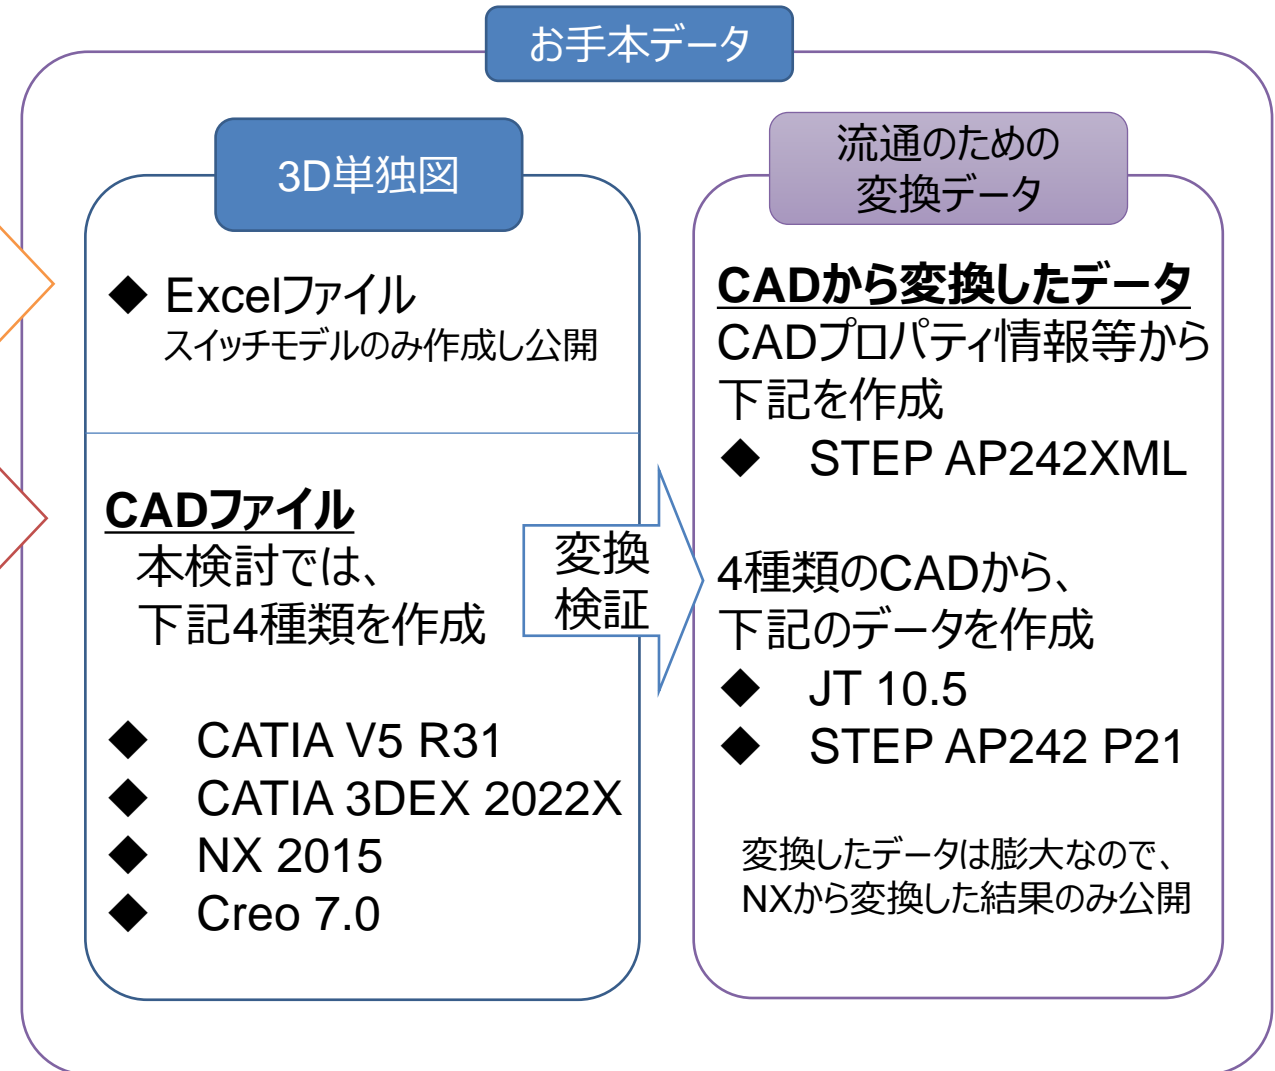 お手本データ
3D単独図
◆ Excelファイル
スイッチモデルのみ作成し公開
CADファイル
本検討では、
下記4種類を作成
◆ CATIA V5 R31
◆ CATIA 3DEX 2022X
◆ NX 2015
◆ Creo 7.0
変換
検証
流通のための
変換データ
CADから変換したデータ
CADプロパティ情報等から
下記を作成
◆ STEP AP242XML
4種類のCADから、
下記のデータを作成
◆ JT 10.5
◆ STEP AP242 P21
変換したデータは膨大なので、
NXから変換した結果のみ公開